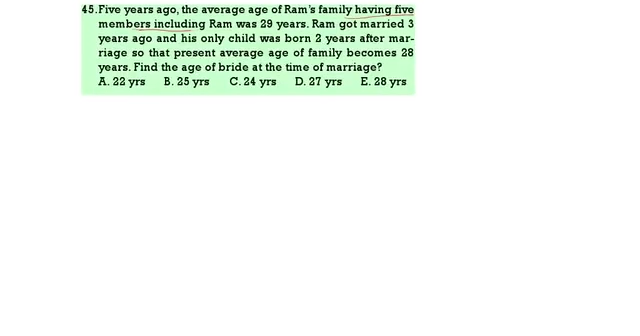 45. Five years ago, the average age of Ram's family having five
members including Ram was 29 years. Ram got married 3
years ago and his only child was born 2 years after mar-
riage so that present average age of family becomes 28
years. Find the age of bride at the time of marriage?
A. 22 yrs B. 25 yrs C. 24 yrs D. 27 yrs E. 28 yrs